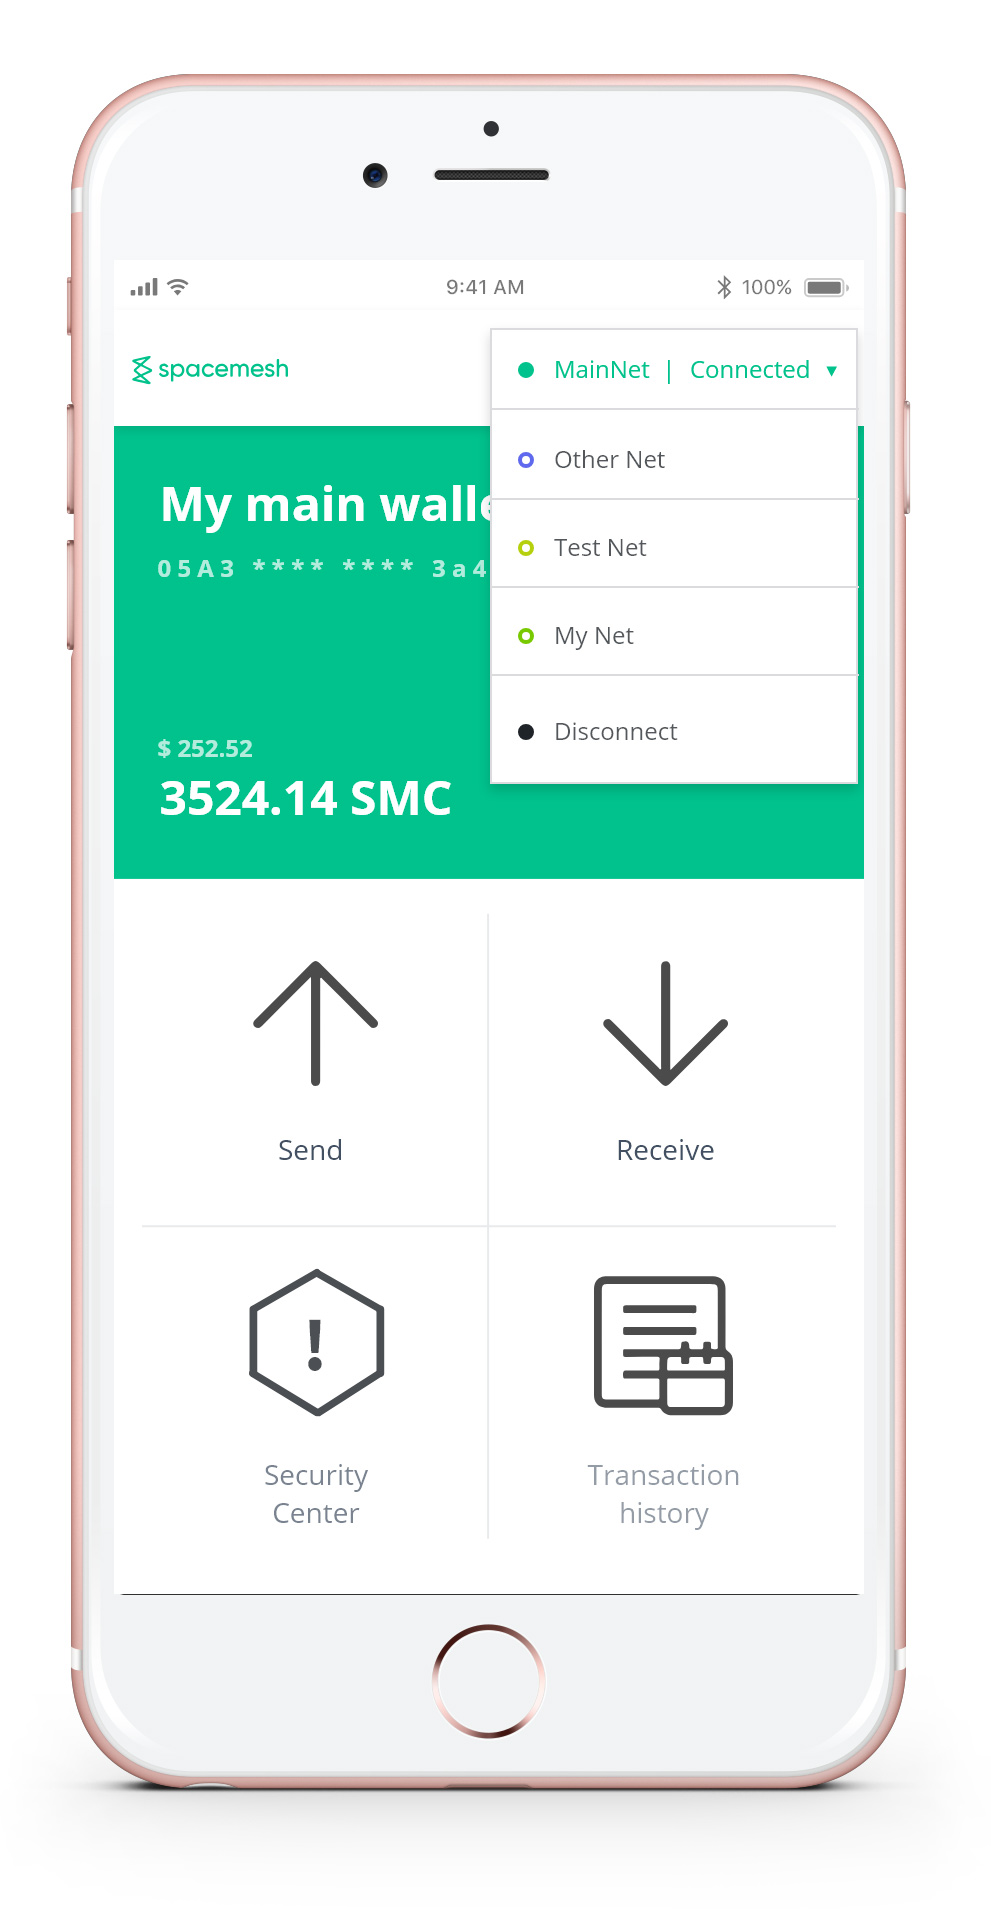 9:41 AM
100%
spacemesh
MainNet | Connected ▾
Other Net
Test Net
My Net
Disconnect
My main walle
05A3 **** **** 3a4
$ 252.52
3524.14 SMC
Send
Receive
!
Security
Center
Transaction
history